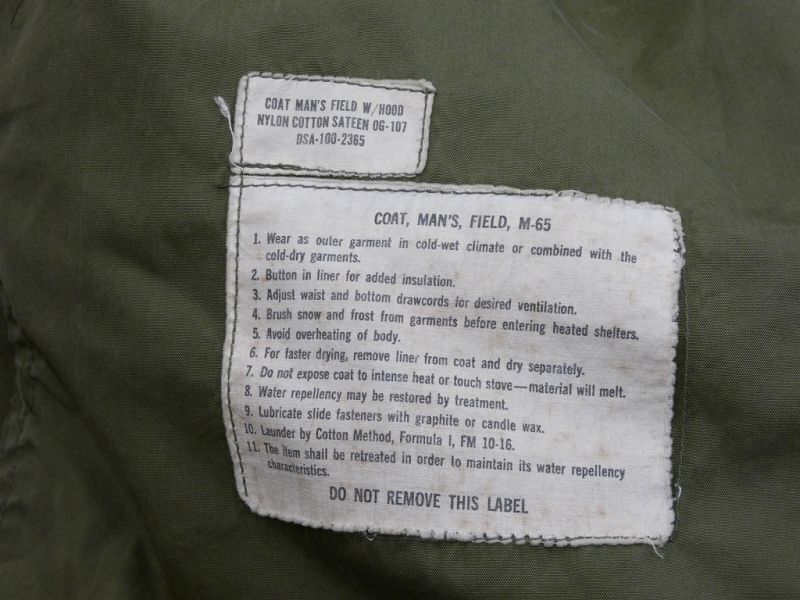 COAT MAN'S FIELD W/HOOD
NYLON COTTON SATEEN OG-107
DSA-100-2365
COAT, MAN'S, FIELD, M-65
1. Wear as outer garment in cold-wet climate or combined with the
cold-dry garments.
2. Button in liner for added insulation.
3. Adjust waist and bottom drawcords for desired ventilation.
4. Brush snow and frost from garments before entering heated shelters.
5. Avoid overheating of body.
6. For faster drying, remove liner from coat and dry separately.
7. Do not expose coat to intense heat or touch stove—material will melt.
8. Water repellency may be restored by treatment.
9. Lubricate slide fasteners with graphite or candle wax.
10. Launder by Cotton Method, Formula I, FM 10-16.
11. The item shall be retreated in order to maintain its water repellency
characteristics.
DO NOT REMOVE THIS LABEL